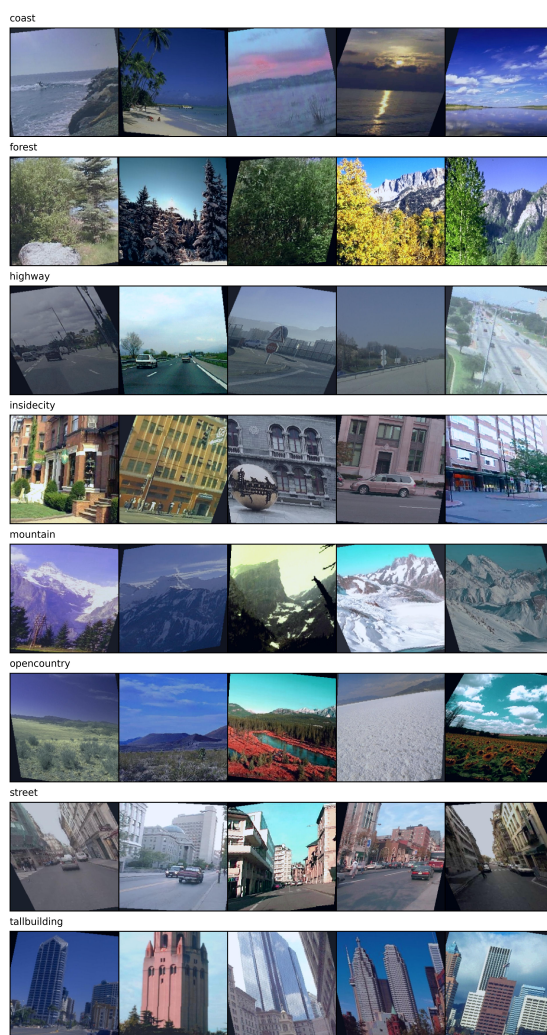 coast
forest
highway
insidecity
mountain
opencountry
street
tallbuilding